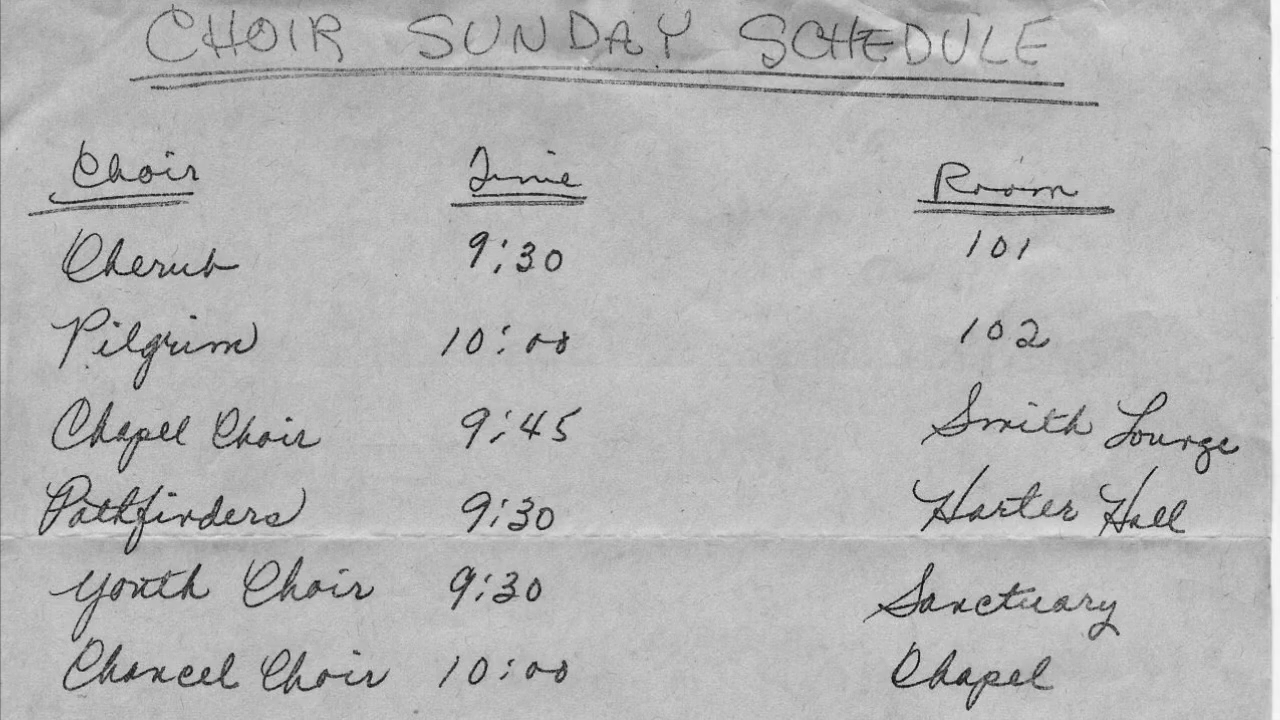 CHOIR SUNDAY SCHEDULE
Choir Time Room
Cherub 9:30 101
Pilgrim 10:00 102
Chapel Choir 9:45 Smith Lounge
Pathfinders 9:30 Harter Hall
Youth Choir 9:30 Sanctuary
Chancel Choir 10:00 Chapel